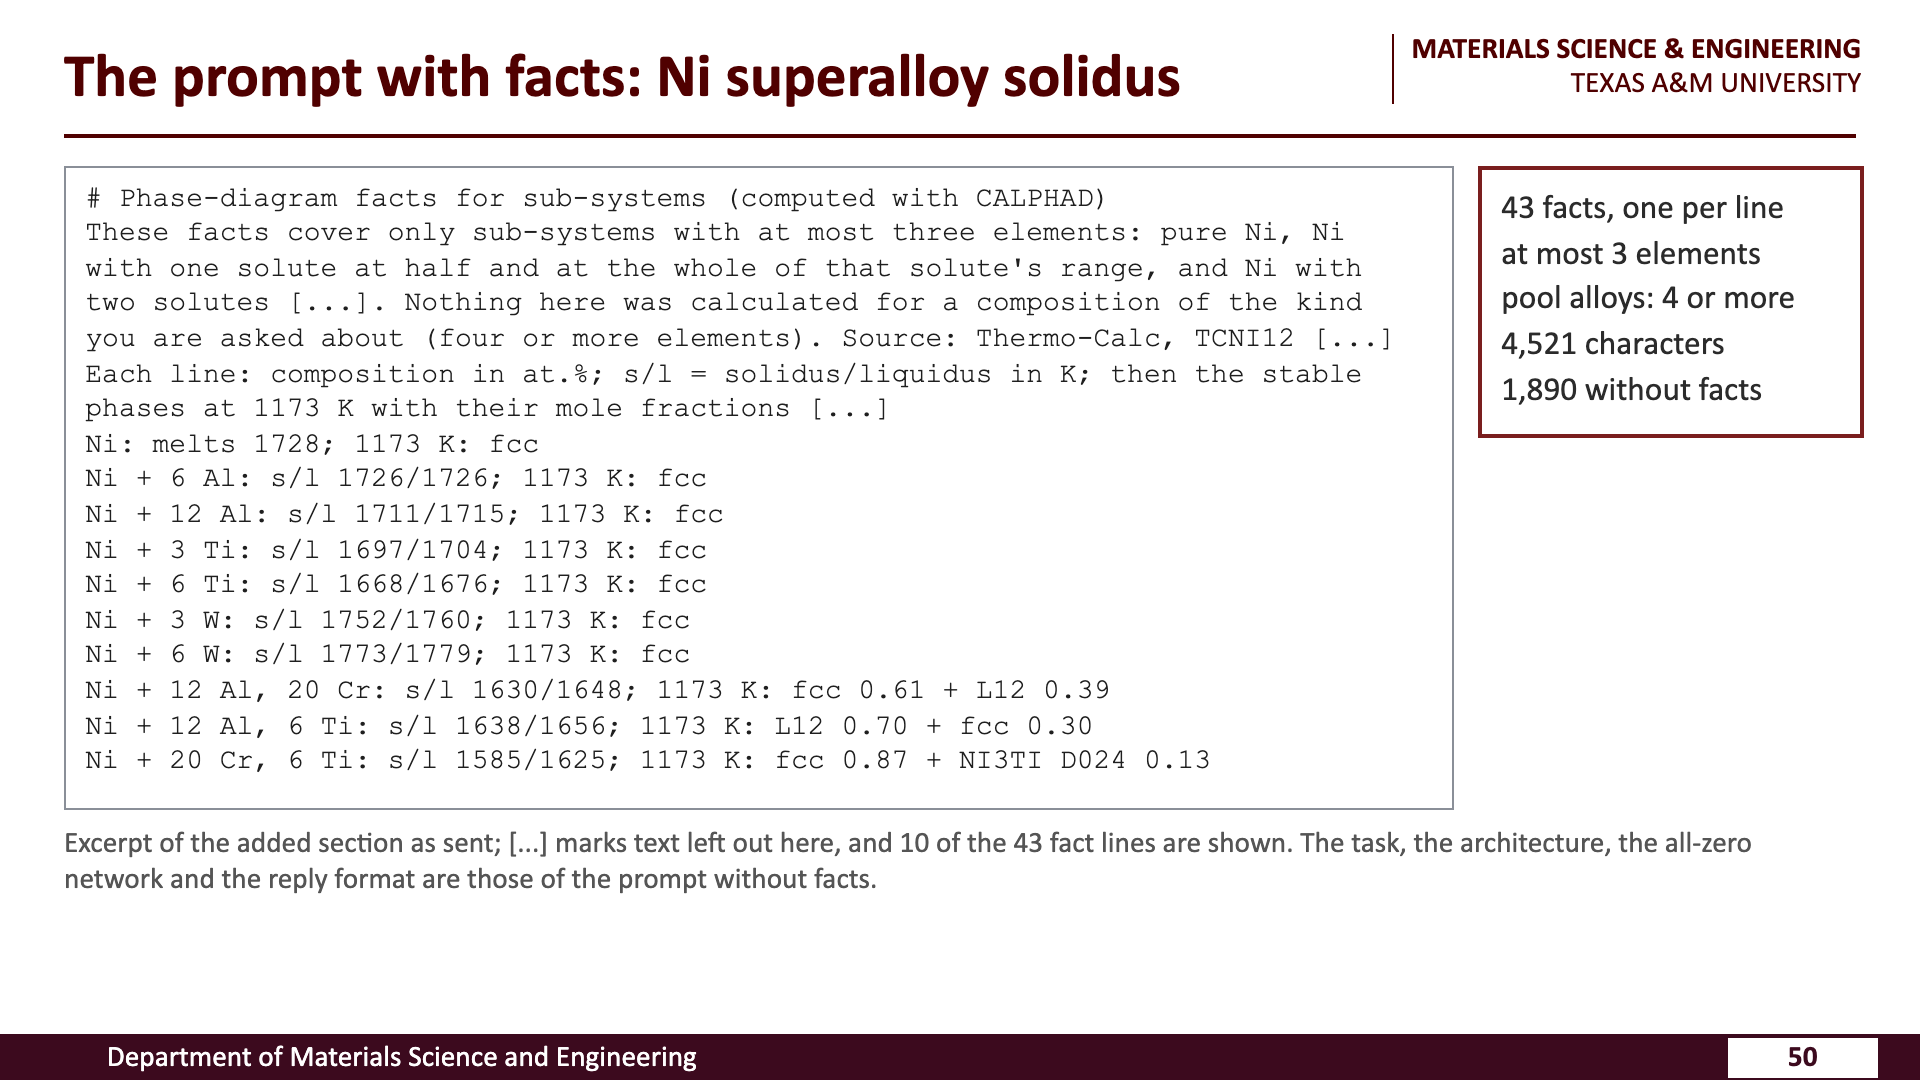 The prompt with facts: Ni superalloy solidus
MATERIALS SCIENCE & ENGINEERING
TEXAS A&M UNIVERSITY
# Phase-diagram facts for sub-systems (computed with CALPHAD)
These facts cover only sub-systems with at most three elements: pure Ni, Ni
with one solute at half and at the whole of that solute's range, and Ni with
two solutes [...]. Nothing here was calculated for a composition of the kind
you are asked about (four or more elements). Source: Thermo-Calc, TCNI12 [...]
Each line: composition in at.%; s/l = solidus/liquidus in K; then the stable
phases at 1173 K with their mole fractions [...]
Ni: melts 1728; 1173 K: fcc
Ni + 6 Al: s/l 1726/1726; 1173 K: fcc
Ni + 12 Al: s/l 1711/1715; 1173 K: fcc
Ni + 3 Ti: s/l 1697/1704; 1173 K: fcc
Ni + 6 Ti: s/l 1668/1676; 1173 K: fcc
Ni + 3 W: s/l 1752/1760; 1173 K: fcc
Ni + 6 W: s/l 1773/1779; 1173 K: fcc
Ni + 12 Al, 20 Cr: s/l 1630/1648; 1173 K: fcc 0.61 + L12 0.39
Ni + 12 Al, 6 Ti: s/l 1638/1656; 1173 K: L12 0.70 + fcc 0.30
Ni + 20 Cr, 6 Ti: s/l 1585/1625; 1173 K: fcc 0.87 + NI3TI D024 0.13
43 facts, one per line
at most 3 elements
pool alloys: 4 or more
4,521 characters
1,890 without facts
Excerpt of the added section as sent; [...] marks text left out here, and 10 of the 43 fact lines are shown. The task, the architecture, the all-zero
network and the reply format are those of the prompt without facts.
Department of Materials Science and Engineering
50